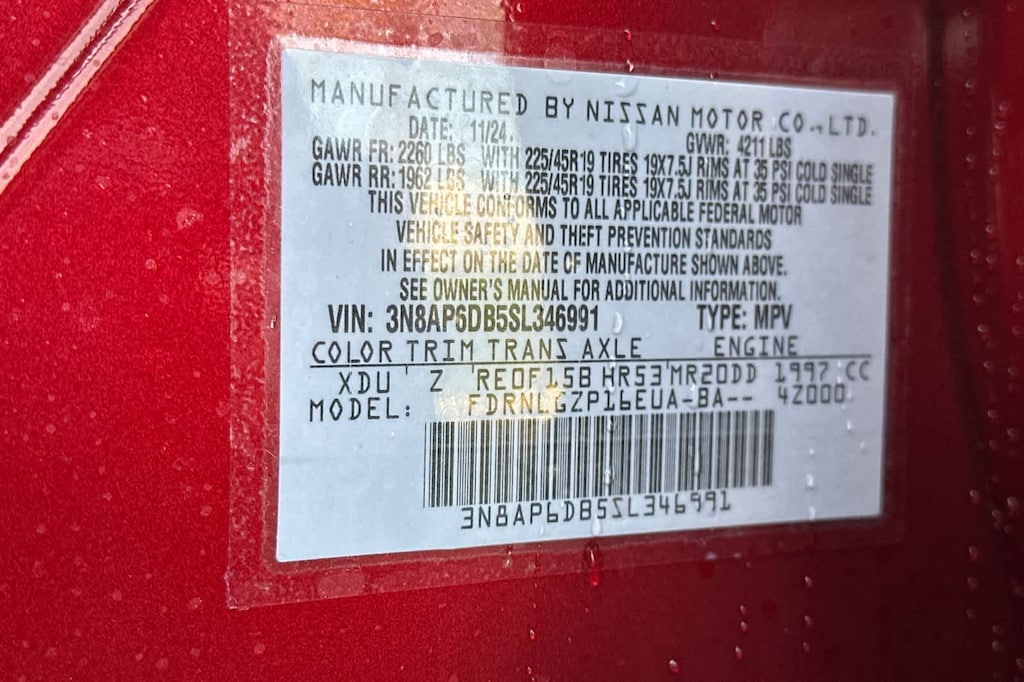 MANUFACTURED BY NISSAN MOTOR CO.,LTD.
DATE: 11/24. GVWR: 4211 LBS
GAWR FR: 2260 LBS WITH 225/45R19 TIRES 19X7.5J RIMS AT 35 PSI COLD SINGLE
GAWR RR: 1962 LBS WITH 225/45R19 TIRES 19X7.5J RIMS AT 35 PSI COLD SINGLE
THIS VEHICLE CONFORMS TO ALL APPLICABLE FEDERAL MOTOR
VEHICLE SAFETY AND THEFT PREVENTION STANDARDS
IN EFFECT ON THE DATE OF MANUFACTURE SHOWN ABOVE.
SEE OWNER'S MANUAL FOR ADDITIONAL INFORMATION.
VIN: 3N8AP6DB5SL346991 TYPE: MPV
COLOR TRIM TRANS AXLE ENGINE
XDU Z RE0F15B HR53 MR20DD 1997 CC
MODEL: FDRNLGZP16EUA-BA-- 4Z000
3N8AP6DB5SL346991